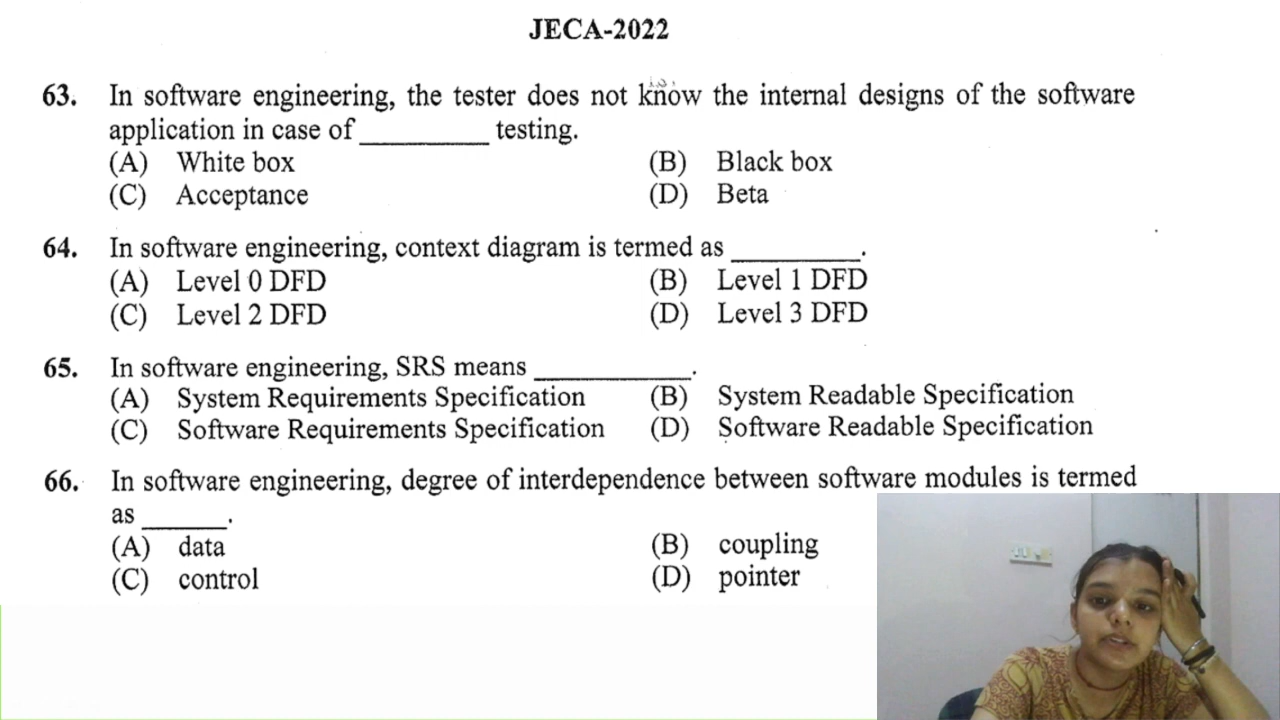 JECA-2022
63. In software engineering, the tester does not know the internal designs of the software
application in case of _________ testing.
(A) White box (B) Black box
(C) Acceptance (D) Beta
64. In software engineering, context diagram is termed as _________.
(A) Level 0 DFD (B) Level 1 DFD
(C) Level 2 DFD (D) Level 3 DFD
65. In software engineering, SRS means ___________.
(A) System Requirements Specification (B) System Readable Specification
(C) Software Requirements Specification (D) Software Readable Specification
66. In software engineering, degree of interdependence between software modules is termed
as ______.
(A) data (B) coupling
(C) control (D) pointer